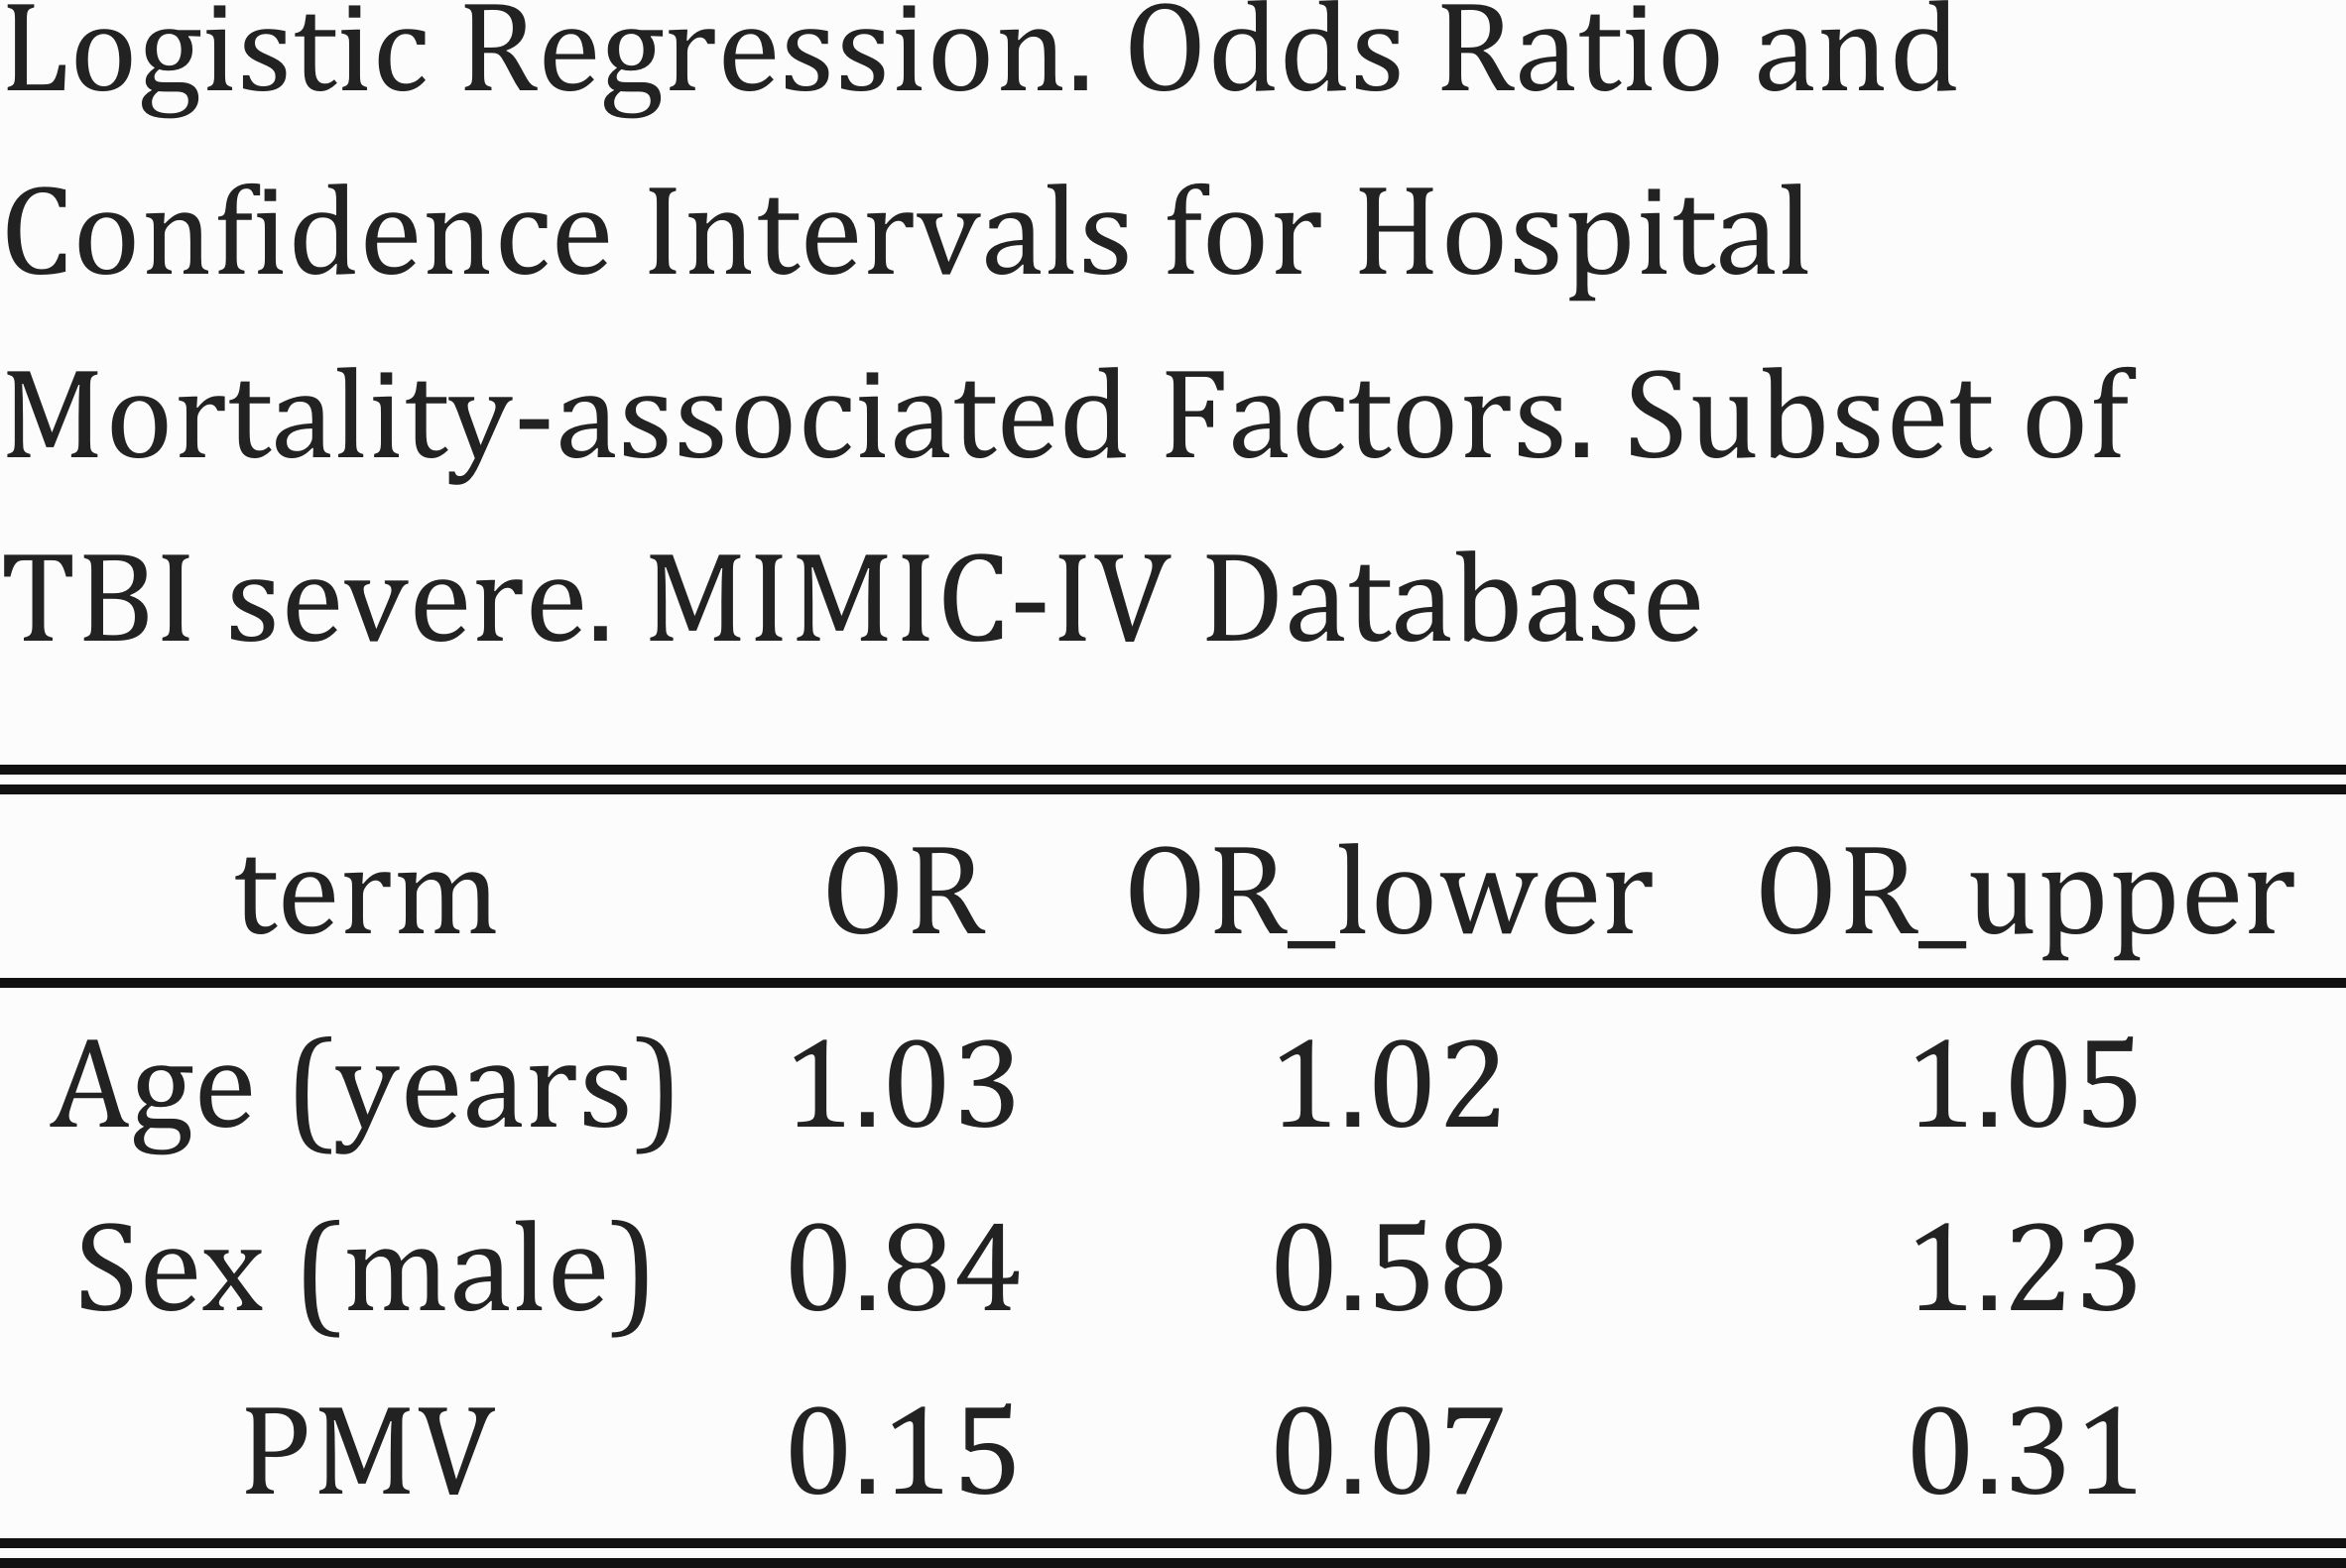 Logistic Regression. Odds Ratio and
Confidence Intervals for Hospital
Mortality-associated Factors. Subset of
TBI severe. MIMIC-IV Database
term OR OR_lower OR_upper
Age (years) 1.03 1.02 1.05
Sex (male) 0.84 0.58 1.23
PMV 0.15 0.07 0.31